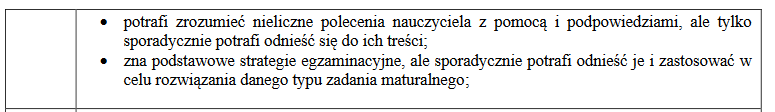 • potrafi zrozumieć nieliczne polecenia nauczyciela z pomocą i podpowiedziami, ale tylko
sporadycznie potrafi odnieść się do ich treści;
• zna podstawowe strategie egzaminacyjne, ale sporadycznie potrafi odnieść je i zastosować w
celu rozwiązania danego typu zadania maturalnego;